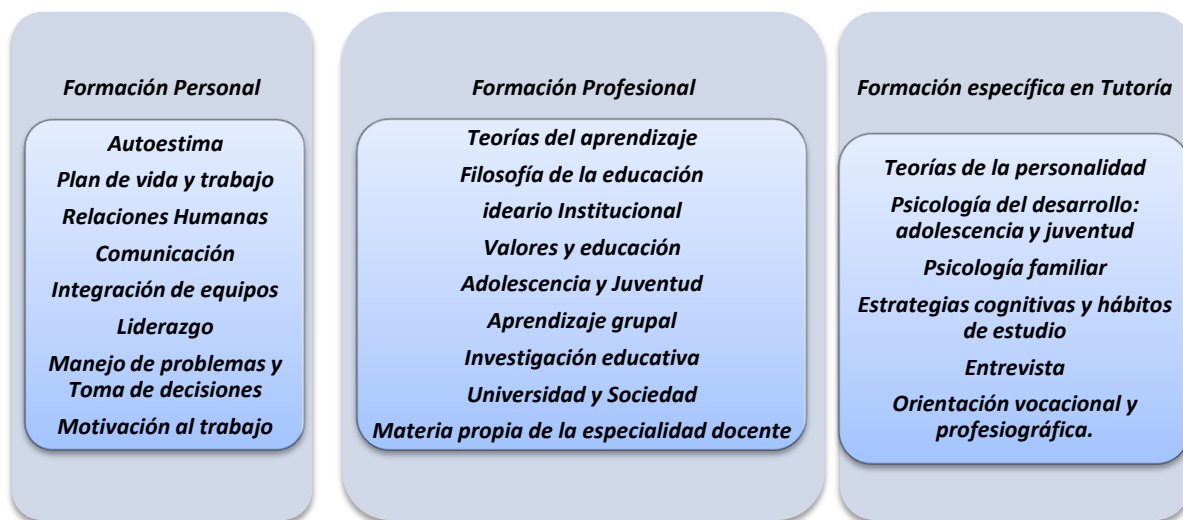 Formación Personal
Autoestima
Plan de vida y trabajo
Relaciones Humanas
Comunicación
Integración de equipos
Liderazgo
Manejo de problemas y
Toma de decisiones
Motivación al trabajo
Formación Profesional
Teorías del aprendizaje
Filosofía de la educación
ideario Institucional
Valores y educación
Adolescencia y Juventud
Aprendizaje grupal
Investigación educativa
Universidad y Sociedad
Materia propia de la especialidad docente
Formación específica en Tutoría
Teorías de la personalidad
Psicología del desarrollo:
adolescencia y juventud
Psicología familiar
Estrategias cognitivas y hábitos
de estudio
Entrevista
Orientación vocacional y
profesiográfica.